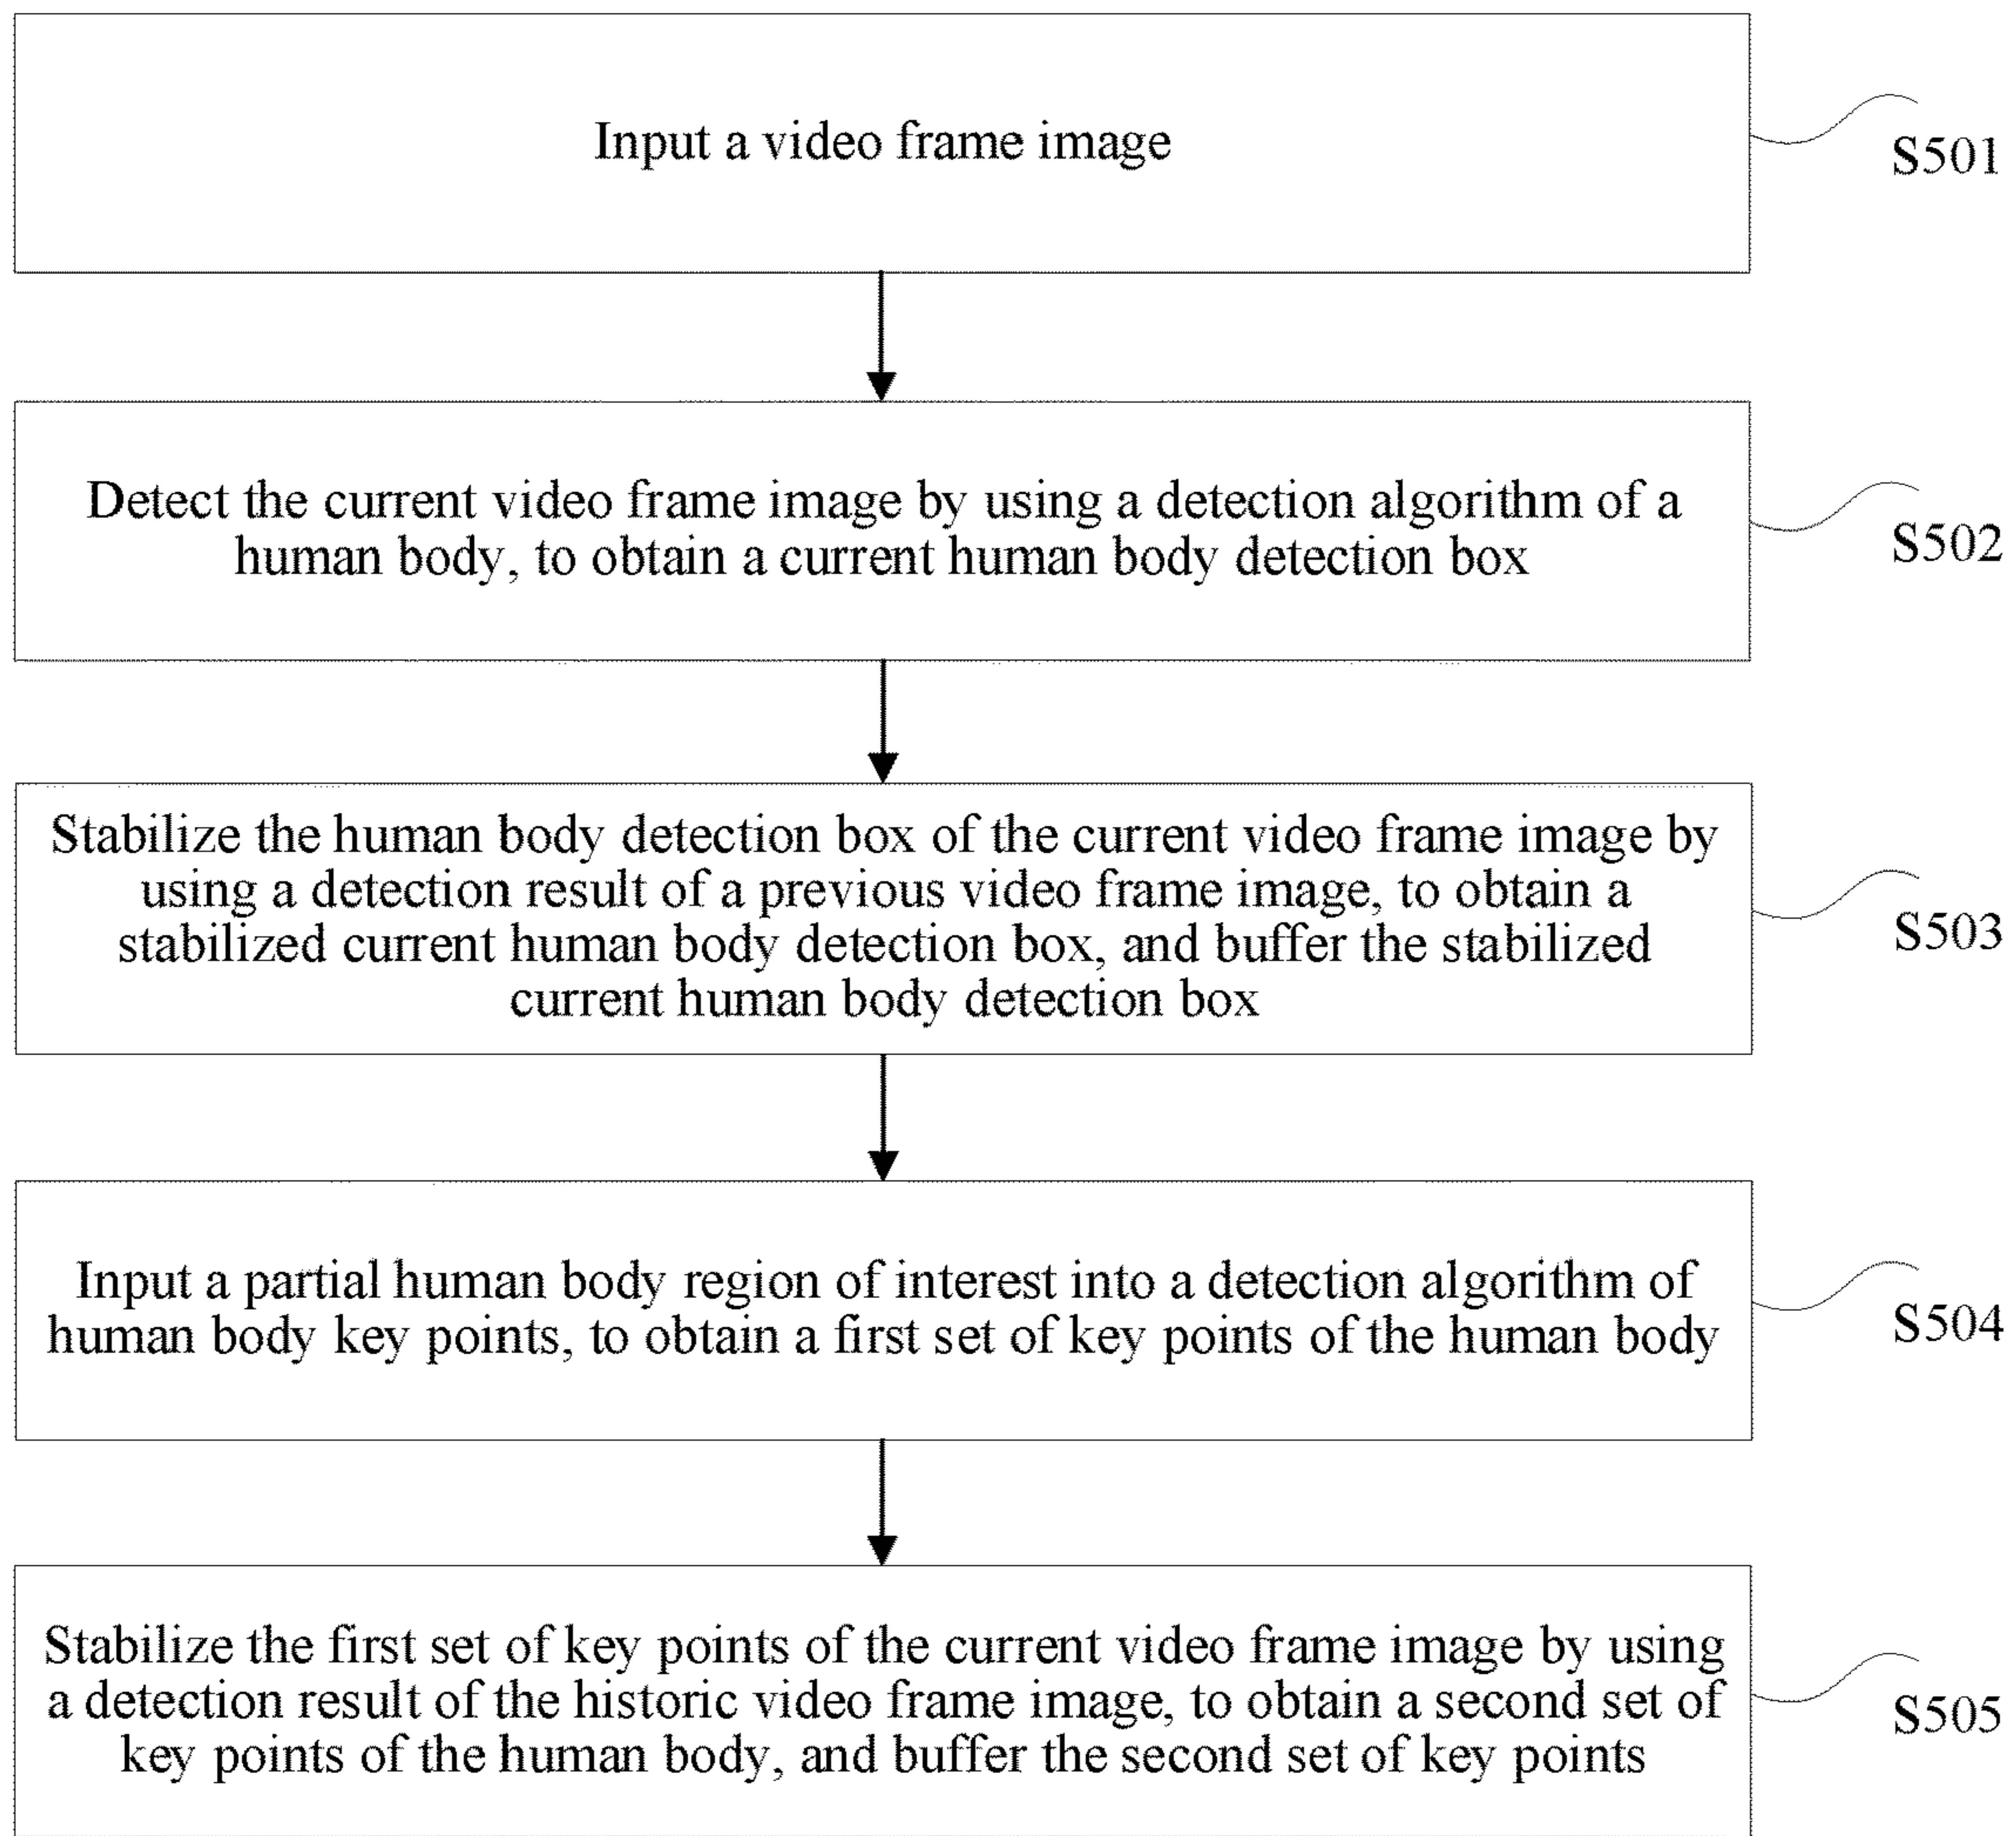 Input a video frame image
S501
Detect the current video frame image by using a detection algorithm of a
human body, to obtain a current human body detection box
S502
Stabilize the human body detection box of the current video frame image by
using a detection result of a previous video frame image, to obtain a
stabilized current human body detection box, and buffer the stabilized
current human body detection box
S503
Input a partial human body region of interest into a detection algorithm of
human body key points, to obtain a first set of key points of the human body
S504
Stabilize the first set of key points of the current video frame image by using
a detection result of the historic video frame image, to obtain a second set of
key points of the human body, and buffer the second set of key points
S505